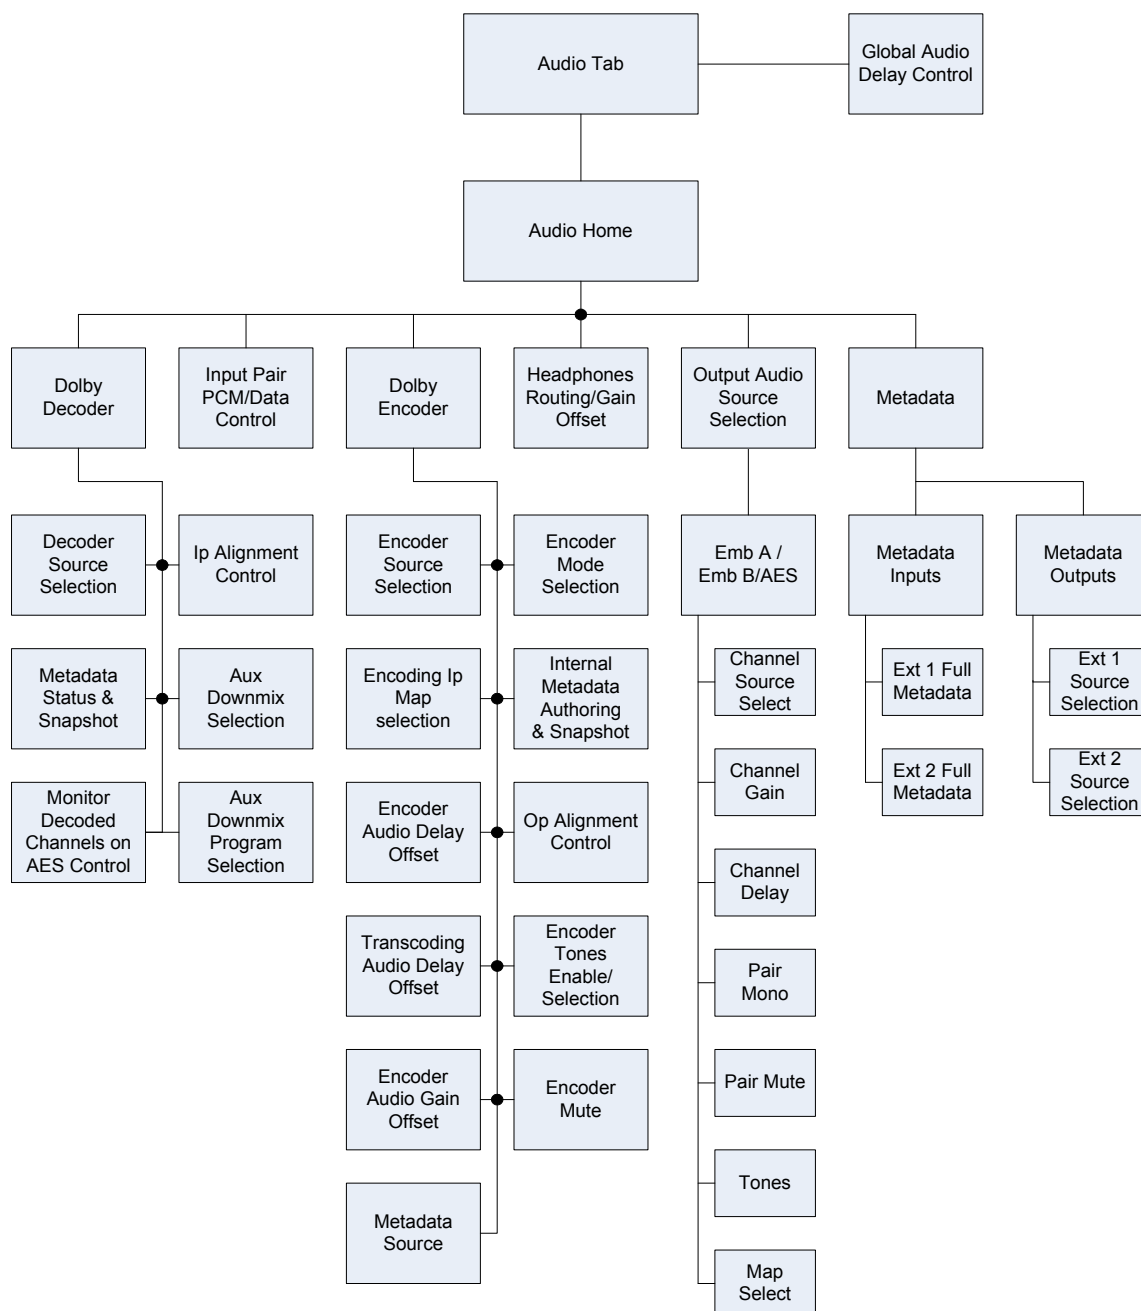 Audio Tab
Global Audio
Delay Control
Audio Home
Dolby
Decoder
Input Pair
PCM/Data
Control
Dolby
Encoder
Headphones
Routing/Gain
Offset
Output Audio
Source
Selection
Metadata
Decoder
Source
Selection
Ip Alignment
Control
Encoder
Source
Selection
Encoder
Mode
Selection
Emb A /
Emb B/AES
Metadata
Inputs
Metadata
Outputs
Metadata
Status &
Snapshot
Aux
Downmix
Selection
Encoding Ip
Map
selection
Internal
Metadata
Authoring
& Snapshot
Channel
Source
Select
Ext 1 Full
Metadata
Ext 1
Source
Selection
Monitor
Decoded
Channels on
AES Control
Aux
Downmix
Program
Selection
Encoder
Audio Delay
Offset
Op Alignment
Control
Channel
Gain
Ext 2 Full
Metadata
Ext 2
Source
Selection
Channel
Delay
Transcoding
Audio Delay
Offset
Encoder
Tones
Enable/
Selection
Pair
Mono
Encoder
Audio Gain
Offset
Encoder
Mute
Pair Mute
Metadata
Source
Tones
Map
Select